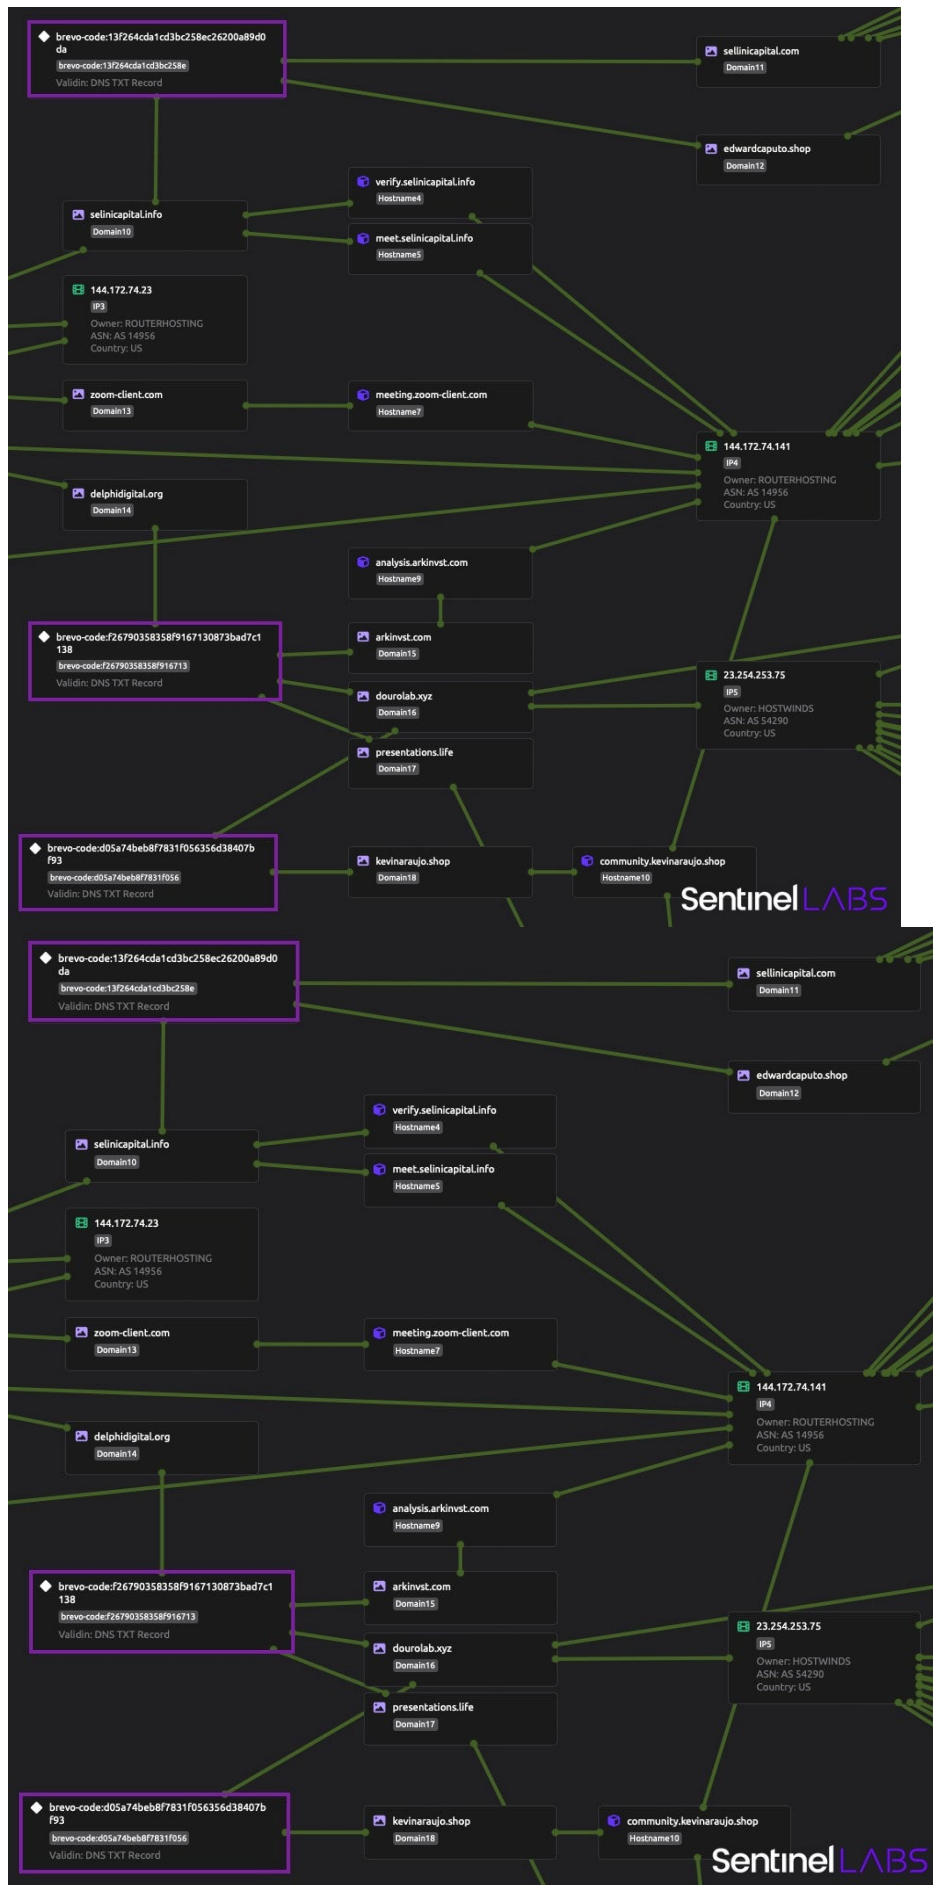 brevo-code:13f264cda1cd3bc258ec26200a89d0
da
brevo-code:13f264cda1cd3bc258e
Validin: DNS TXT Record
sellinicapital.com
Domain11
edwardcaputo.shop
Domain12
verify.selinicapital.info
Hostname4
selinicapital.info
Domain10
meet.selinicapital.info
Hostname5
144.172.74.23
IP3
Owner: ROUTERHOSTING
ASN: AS 14956
Country: US
zoom-client.com
Domain13
meeting.zoom-client.com
Hostname7
144.172.74.141
IP4
Owner: ROUTERHOSTING
ASN: AS 14956
Country: US
delphidigital.org
Domain14
analysis.arkinvst.com
Hostname9
brevo-code:f26790358358f9167130873bad7c1
138
brevo-code:f26790358358f916713
Validin: DNS TXT Record
arkinvst.com
Domain15
dourolab.xyz
Domain16
23.254.253.75
IP5
Owner: HOSTWINDS
ASN: AS 54290
Country: US
presentations.life
Domain17
brevo-code:d05a74beb8f7831f056356d38407b
f93
brevo-code:d05a74beb8f7831f056
Validin: DNS TXT Record
kevinaraujo.shop
Domain18
community.kevinaraujo.shop
Hostname10
Sentinel LABS
brevo-code:13f264cda1cd3bc258ec26200a89d0
da
brevo-code:13f264cda1cd3bc258e
Validin: DNS TXT Record
sellinicapital.com
Domain11
edwardcaputo.shop
Domain12
verify.selinicapital.info
Hostname4
selinicapital.info
Domain10
meet.selinicapital.info
Hostname5
144.172.74.23
IP3
Owner: ROUTERHOSTING
ASN: AS 14956
Country: US
zoom-client.com
Domain13
meeting.zoom-client.com
Hostname7
144.172.74.141
IP4
Owner: ROUTERHOSTING
ASN: AS 14956
Country: US
delphidigital.org
Domain14
analysis.arkinvst.com
Hostname9
brevo-code:f26790358358f9167130873bad7c1
138
brevo-code:f26790358358f916713
Validin: DNS TXT Record
arkinvst.com
Domain15
dourolab.xyz
Domain16
23.254.253.75
IP5
Owner: HOSTWINDS
ASN: AS 54290
Country: US
presentations.life
Domain17
brevo-code:d05a74beb8f7831f056356d38407b
f93
brevo-code:d05a74beb8f7831f056
Validin: DNS TXT Record
kevinaraujo.shop
Domain18
community.kevinaraujo.shop
Hostname10
Sentinel LABS